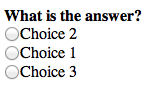 What is the answer?
Choice 2
Choice 1
Choice 3